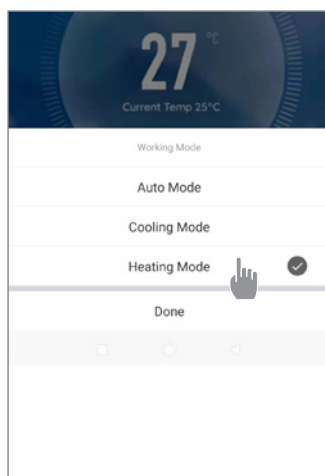 27 °C
Current Temp 25°C
Working Mode
Auto Mode
Cooling Mode
Heating Mode
Done